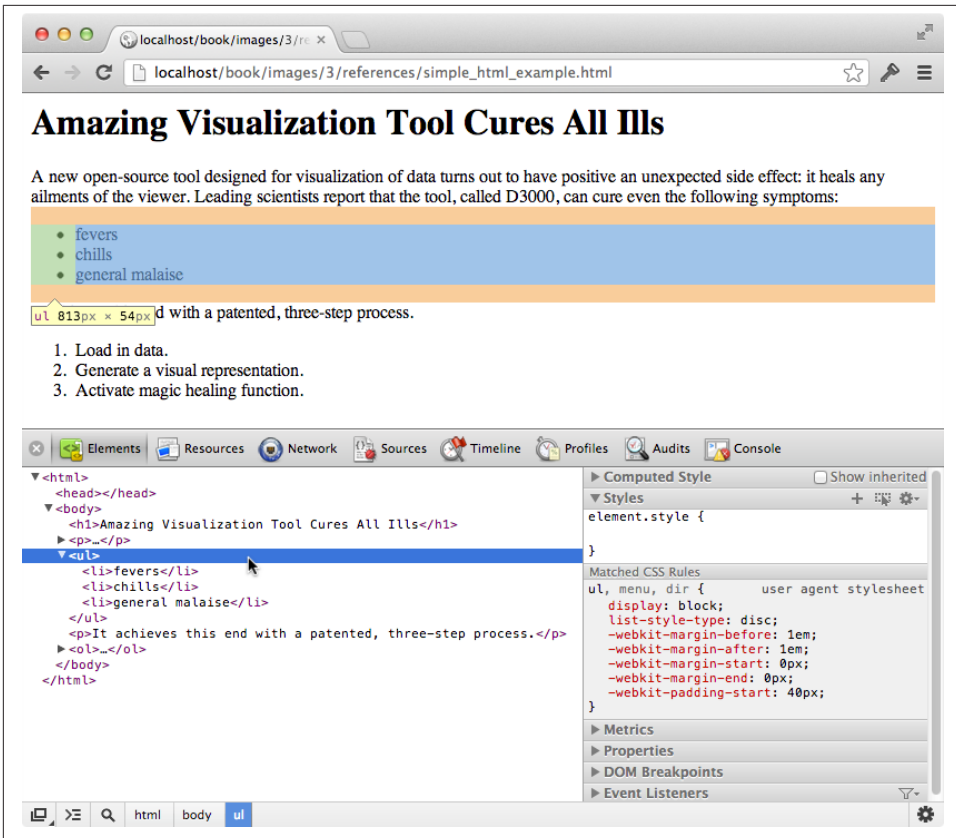 localhost/book/images/3/re ×
localhost/book/images/3/references/simple_html_example.html
Amazing Visualization Tool Cures All Ills
A new open-source tool designed for visualization of data turns out to have positive an unexpected side effect: it heals any
ailments of the viewer. Leading scientists report that the tool, called D3000, can cure even the following symptoms:
• fevers
• chills
• general malaise
ul 813px × 54px d with a patented, three-step process.
1. Load in data.
2. Generate a visual representation.
3. Activate magic healing function.
Elements Resources Network Sources Timeline Profiles Audits Console
▼<html>
<head></head>
▼<body>
<h1>Amazing Visualization Tool Cures All Ills</h1>
▶<p>…</p>
▼<ul>
<li>fevers</li>
<li>chills</li>
<li>general malaise</li>
</ul>
<p>It achieves this end with a patented, three-step process.</p>
▶<ol>…</ol>
</body>
</html>
▶ Computed Style Show inherited
▼ Styles
element.style {
}
Matched CSS Rules
ul, menu, dir { user agent stylesheet
display: block;
list-style-type: disc;
-webkit-margin-before: 1em;
-webkit-margin-after: 1em;
-webkit-margin-start: 0px;
-webkit-margin-end: 0px;
-webkit-padding-start: 40px;
}
▶ Metrics
▶ Properties
▶ DOM Breakpoints
▶ Event Listeners
html body ul